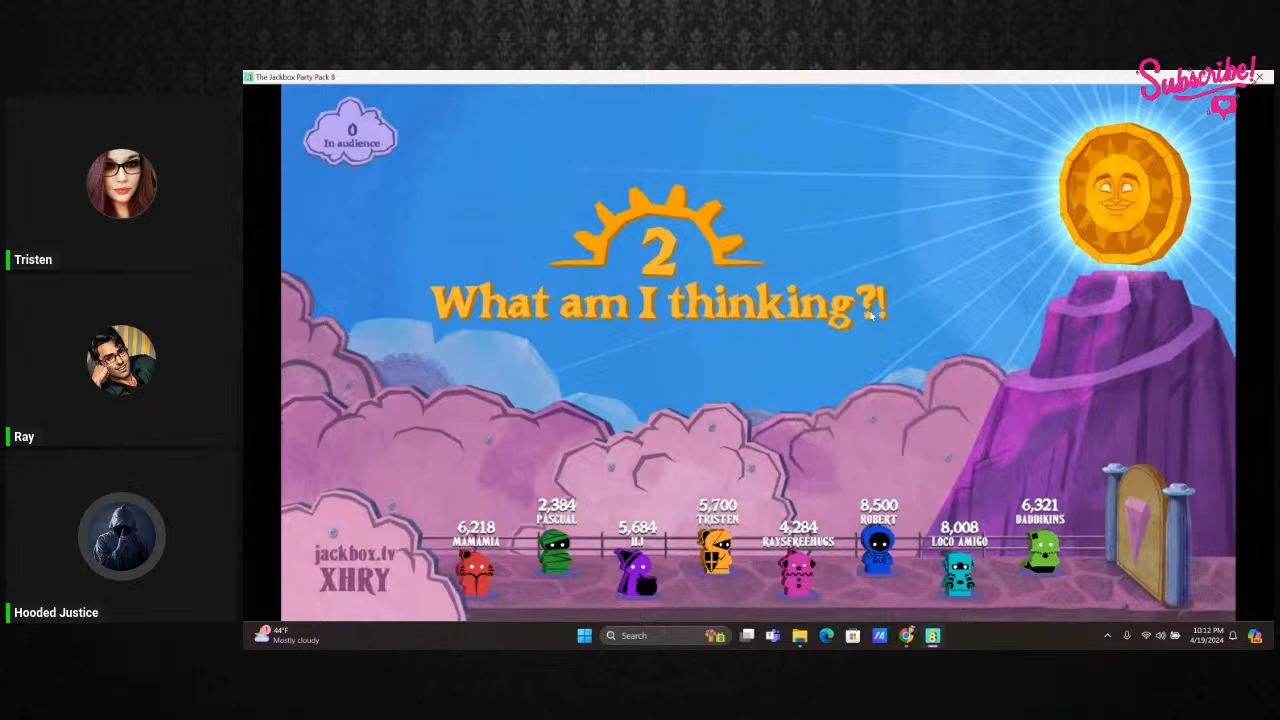 The Jackbox Party Pack 8
Subscribe!
0
In audience
2
What am I thinking?!
Tristen
Ray
Hooded Justice
6,218
MAMAMIA
2,384
PASCUAL
5,684
HJ
5,700
TRISTEN
4,284
RAYSFREEHUGS
8,500
ROBERT
8,008
LOCO AMIGO
6,321
DADDIKINS
jackbox.tv
XHRY
44°F
Mostly cloudy
Search
10:12 PM
4/19/2024